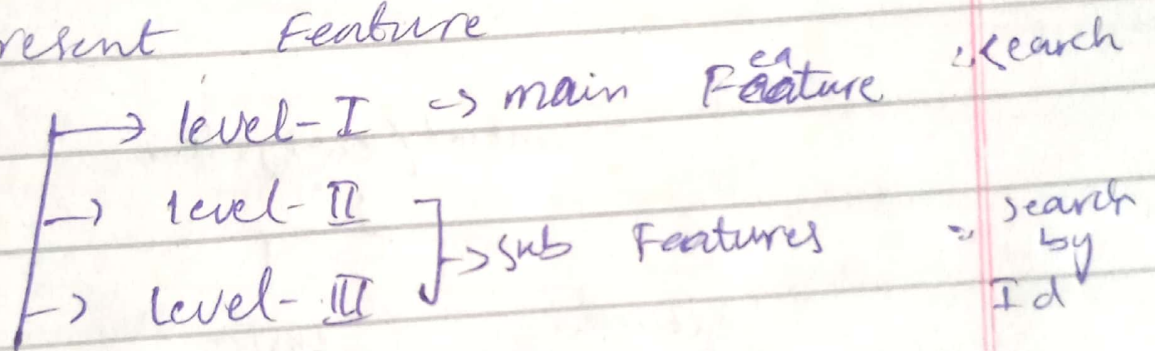 resent Feature
→ level-I → main Feature : search
→ level-II
→ sub Features : search by Id
→ level-III